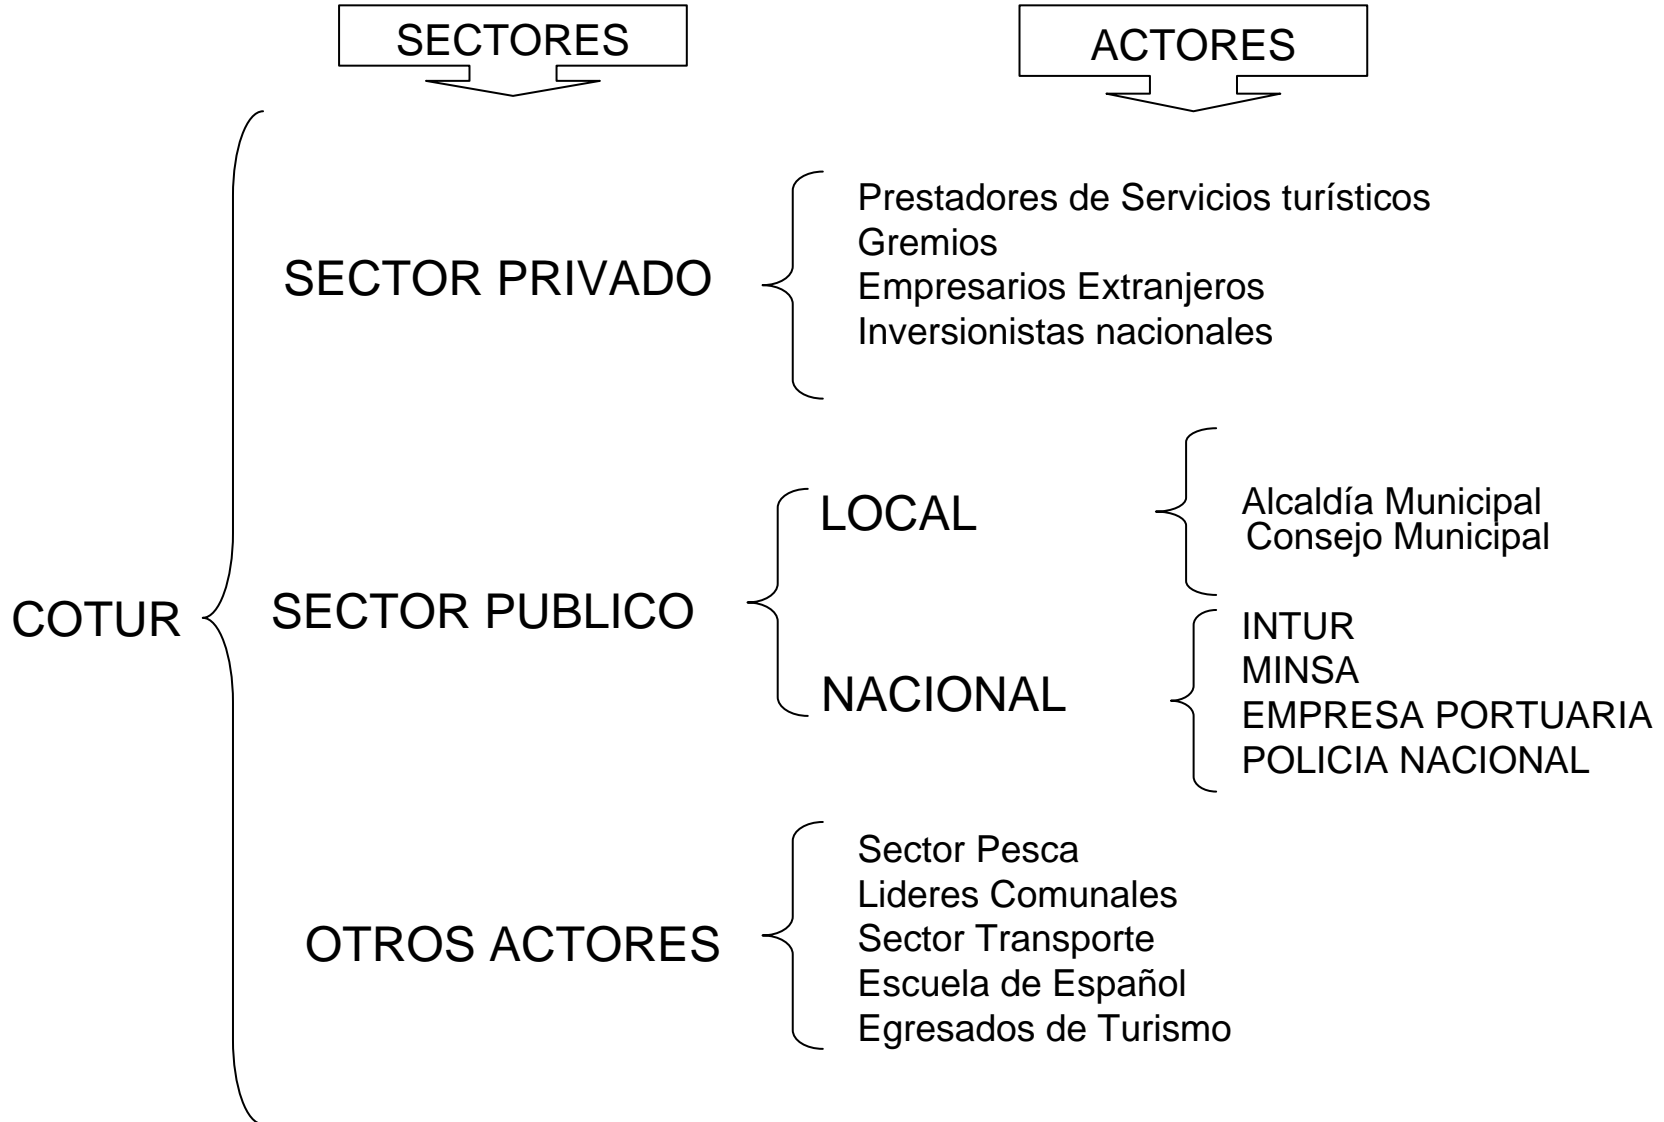 SECTORES
ACTORES
SECTOR PRIVADO
Prestadores de Servicios turísticos
Gremios
Empresarios Extranjeros
Inversionistas nacionales
COTUR
SECTOR PUBLICO
LOCAL
Alcaldía Municipal
Consejo Municipal
NACIONAL
INTUR
MINSA
EMPRESA PORTUARIA
POLICIA NACIONAL
OTROS ACTORES
Sector Pesca
Lideres Comunales
Sector Transporte
Escuela de Español
Egresados de Turismo